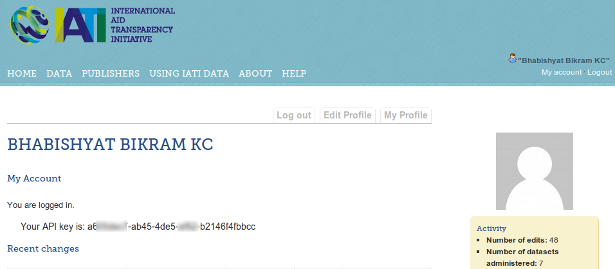 IATI
INTERNATIONAL
AID
TRANSPARENCY
INITIATIVE
"Bhabishyat Bikram KC"
My account · Logout
HOME DATA PUBLISHERS USING IATI DATA ABOUT HELP
Log out Edit Profile My Profile
BHABISHYAT BIKRAM KC
My Account
You are logged in.
Your API key is: a6 -ab45-4de5- -b2146f4fbbcc
Recent changes
Activity
Number of edits: 48
Number of datasets
administered: 7